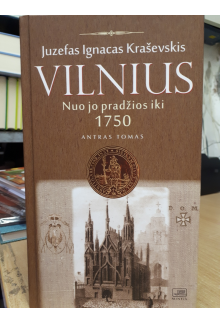 Juzefas Ignacas Kraševskis
VILNIUS
Nuo jo pradžios iki
1750
ANTRAS TOMAS